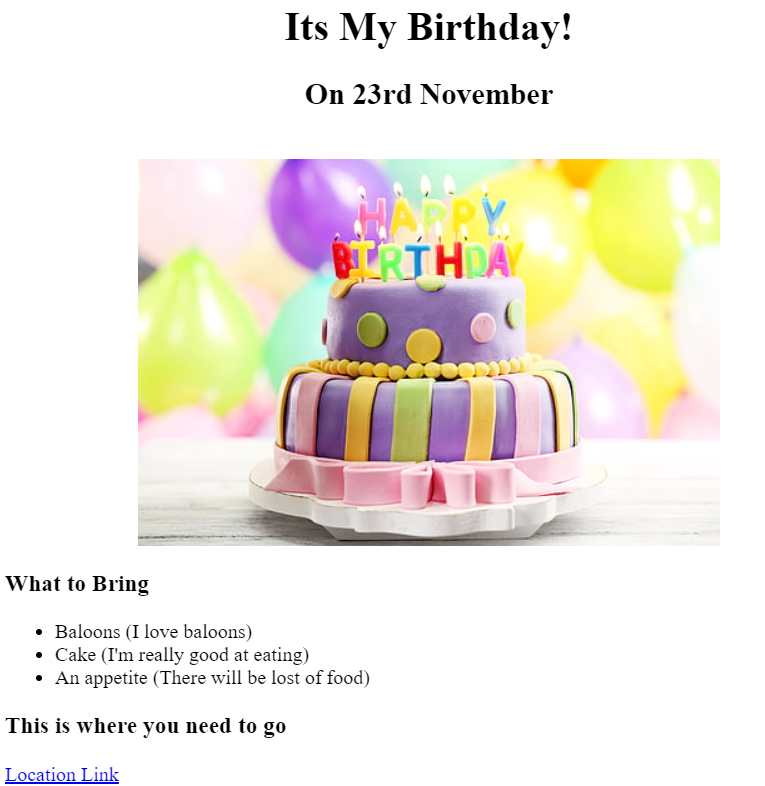 Its My Birthday!
On 23rd November
HAPPY
BIRTHDAY
What to Bring
Baloons (I love baloons)
Cake (I'm really good at eating)
An appetite (There will be lost of food)
This is where you need to go
Location Link